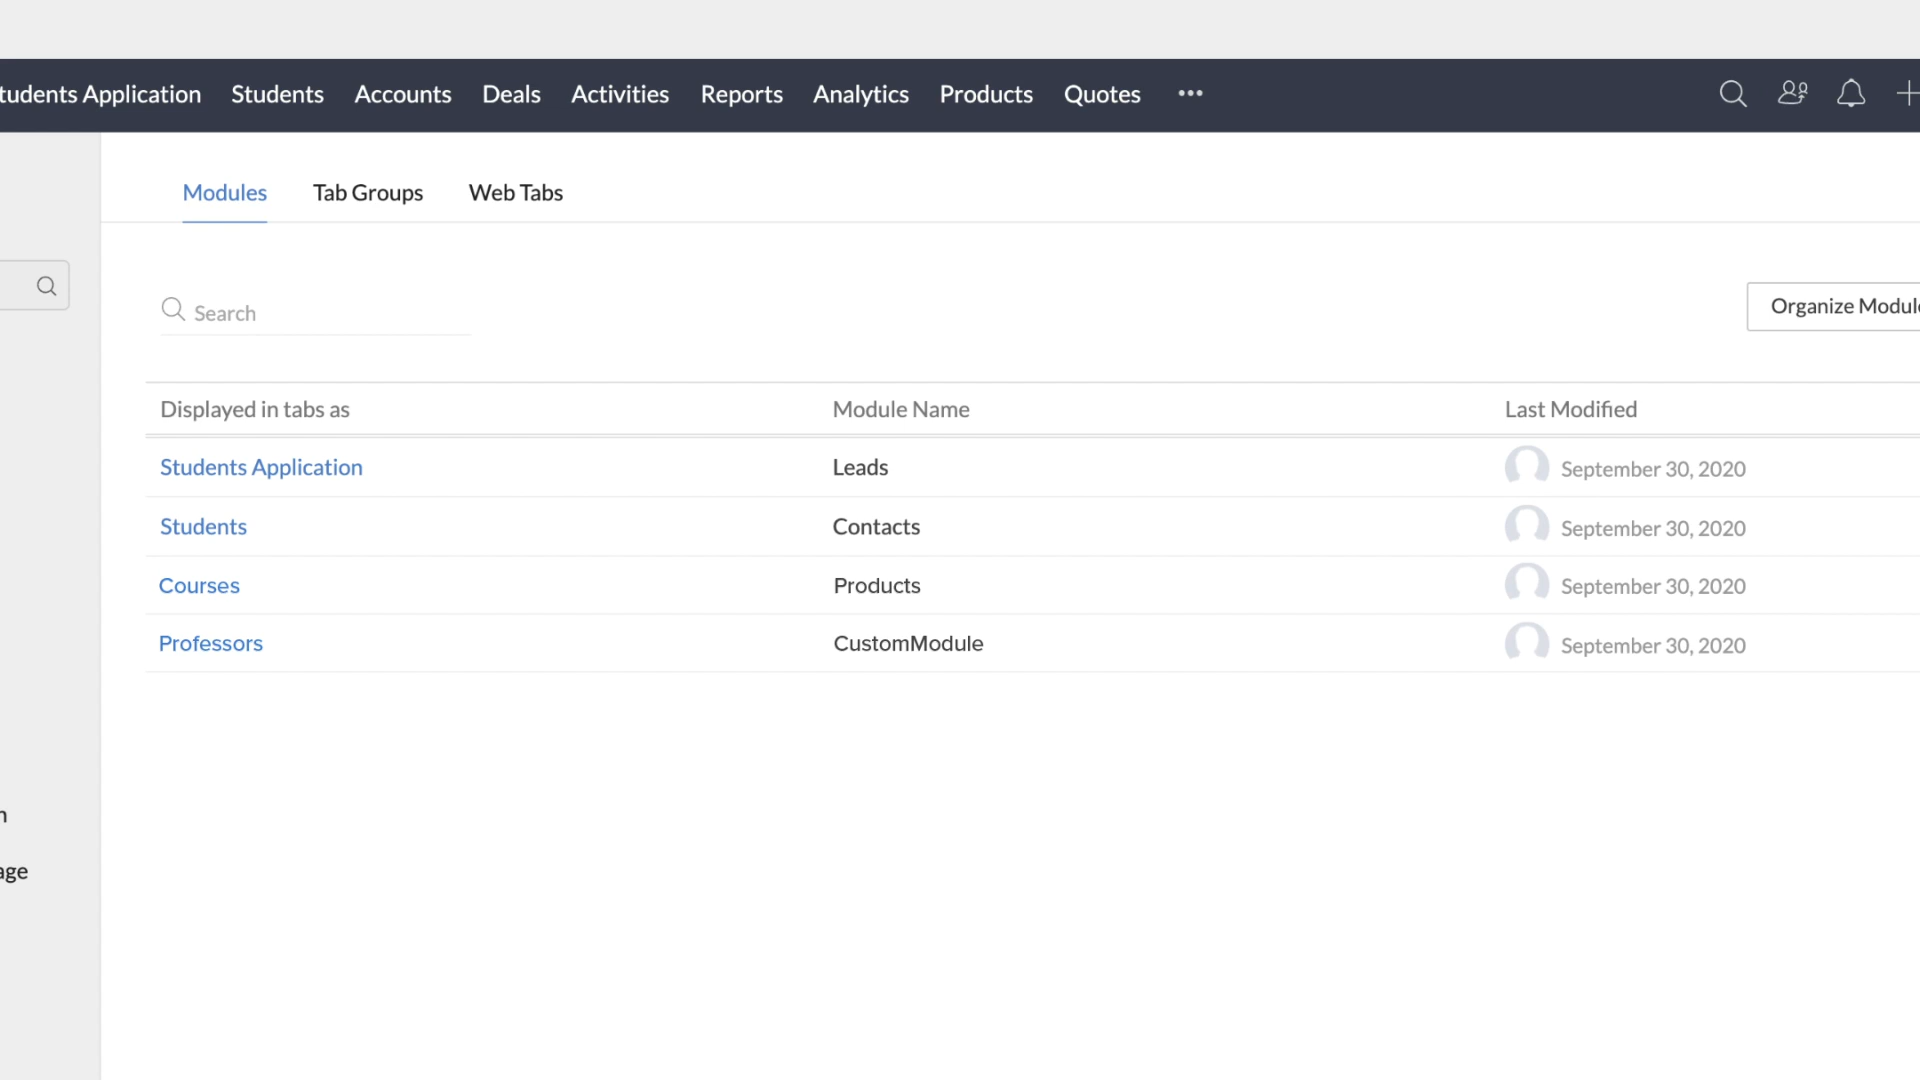 tudents Application Students Accounts Deals Activities Reports Analytics Products Quotes
Modules Tab Groups Web Tabs
Search
Organize Module
Displayed in tabs as Module Name Last Modified
Students Application Leads September 30, 2020
Students Contacts September 30, 2020
Courses Products September 30, 2020
Professors CustomModule September 30, 2020
n
age